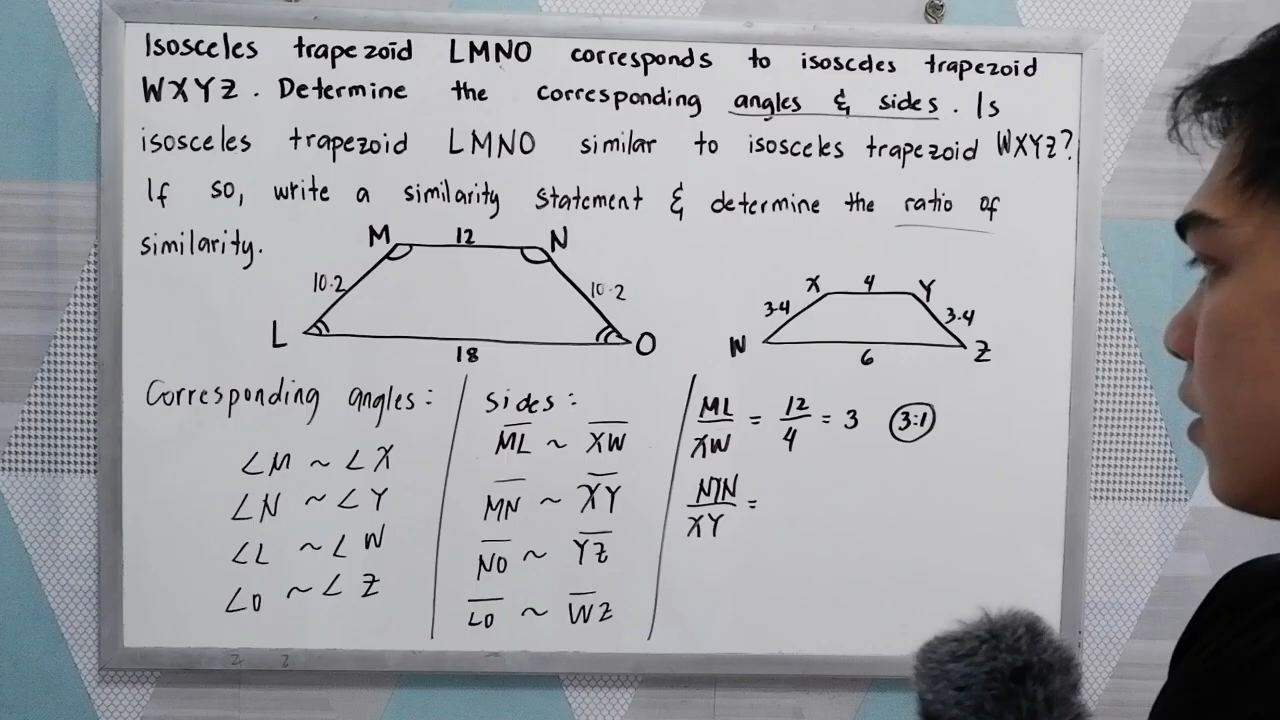 Isosceles trapezoid LMNO corresponds to isosceles trapezoid
WXYZ. Determine the corresponding angles & sides. Is
isosceles trapezoid LMNO similar to isosceles trapezoid WXYZ?
If so, write a similarity statement & determine the ratio of
similarity.
M 12 N
10.2 10.2
L 18 O
X 4 Y
3.4 3.4
W 6 Z
Corresponding angles:
∠M ~ ∠X
∠N ~ ∠Y
∠L ~ ∠W
∠O ~ ∠Z
sides:
ML ~ XW
MN ~ XY
NO ~ YZ
LO ~ WZ
ML/XW = 12/4 = 3 3:1
MN/XY =